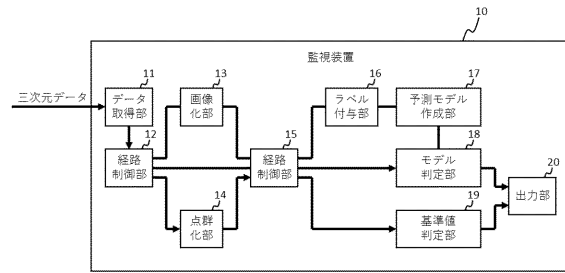 10
監視装置
三次元データ
11
データ
取得部
13
画像
化部
16
ラベル
付与部
17
予測モデル
作成部
12
経路
制御部
15
経路
制御部
18
モデル
判定部
20
出力部
14
点群
化部
19
基準値
判定部